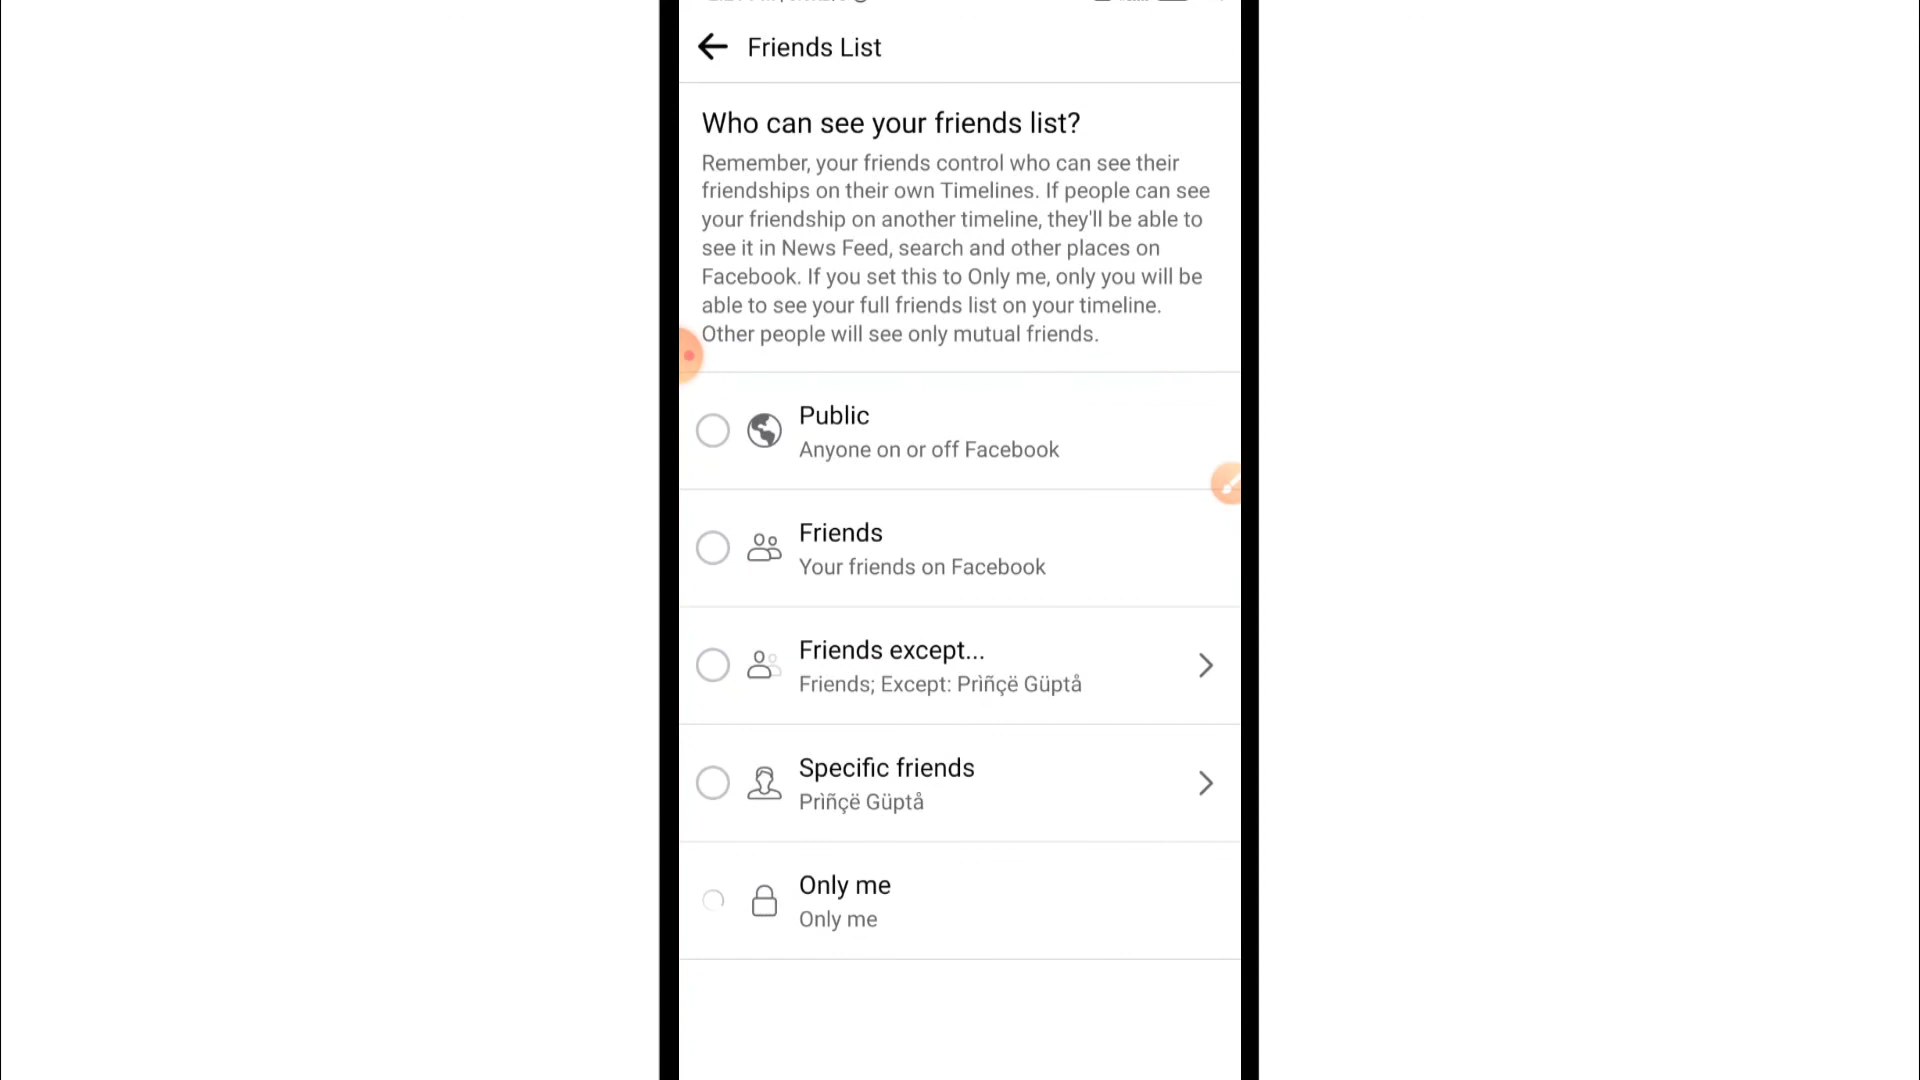 Friends List
Who can see your friends list?
Remember, your friends control who can see their
friendships on their own Timelines. If people can see
your friendship on another timeline, they'll be able to
see it in News Feed, search and other places on
Facebook. If you set this to Only me, only you will be
able to see your full friends list on your timeline.
Other people will see only mutual friends.
Public
Anyone on or off Facebook
Friends
Your friends on Facebook
Friends except...
Friends; Except: Prìñçë Güptå
Specific friends
Prìñçë Güptå
Only me
Only me